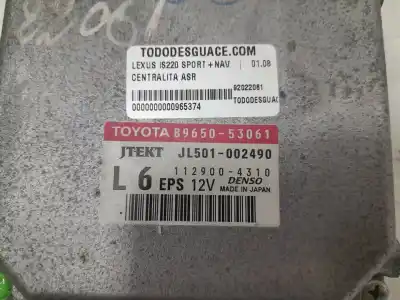 TODODESGUACE.COM
LEXUS IS220 SPORT + NAV. | 01.08
CENTRALITA ASR
92022081
0000000000965374
TODODESGUAC
TOYOTA 89650-53061
JTEKT JL501-002490
112900-4310
L 6 EPS 12V DENSO
MADE IN JAPAN